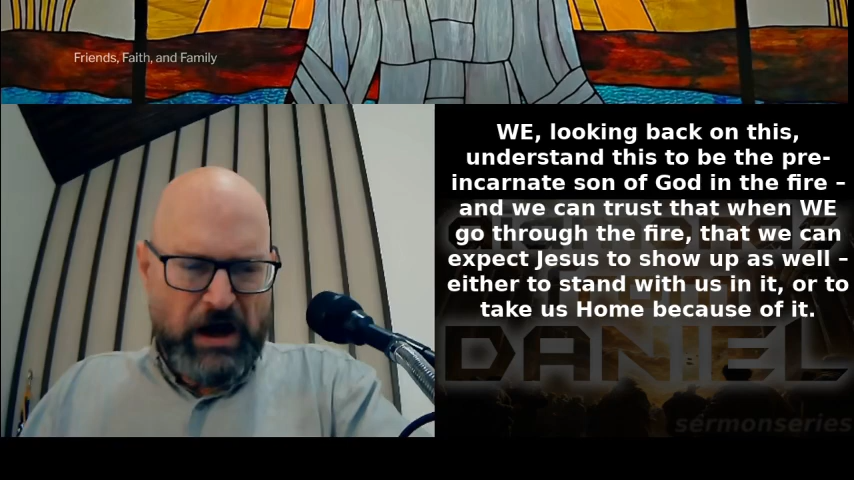 Friends, Faith, and Family
WE, looking back on this,
understand this to be the pre-
incarnate son of God in the fire –
and we can trust that when WE
go through the fire, that we can
expect Jesus to show up as well –
either to stand with us in it, or to
take us Home because of it.
DANIEL
sermonseries